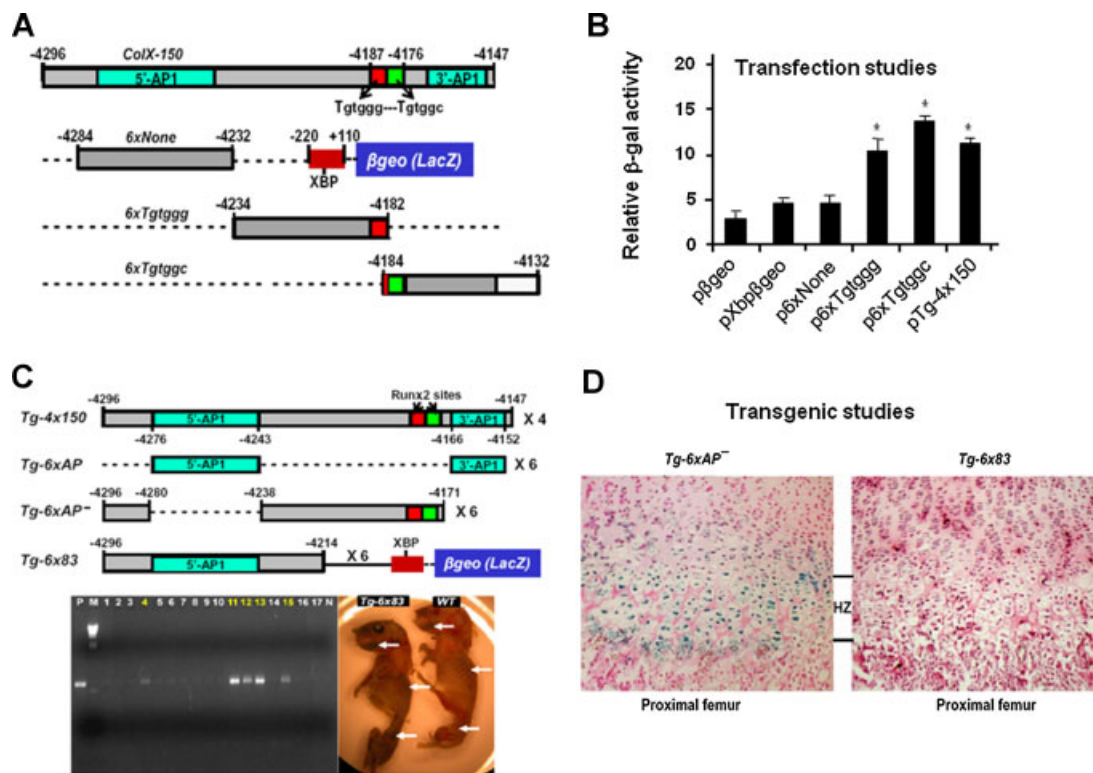 A
-4296 ColX-150 -4187 -4176 -4147
5'-AP1 3'-AP1
Tgtggg---Tgtggc
-4284 6xNone -4232 -220 +110
βgeo (LacZ)
XBP
-4234 -4182
6xTgtggg
6xTgtggc -4184 -4132
B
Transfection studies
Relative β-gal activity
20
15
10
5
0
* * *
pβgeo
pXbpβgeo
p6xNone
p6xTgtggg
p6xTgtggc
pTg-4x150
C
-4296 Runx2 sites -4147
Tg-4x150 5'-AP1 3'-AP1 X 4
-4276 -4243 -4166 -4152
Tg-6xAP 5'-AP1 3'-AP1 X 6
-4296 -4280 -4238 -4171
Tg-6xAP⁻ X 6
-4296 -4214 XBP
Tg-6x83 5'-AP1 X 6 βgeo (LacZ)
P M 1 2 3 4 5 6 7 8 9 10 11 12 13 14 15 16 17 N
Tg-6x83 WT
D
Transgenic studies
Tg-6xAP⁻ Tg-6x83
HZ
Proximal femur Proximal femur